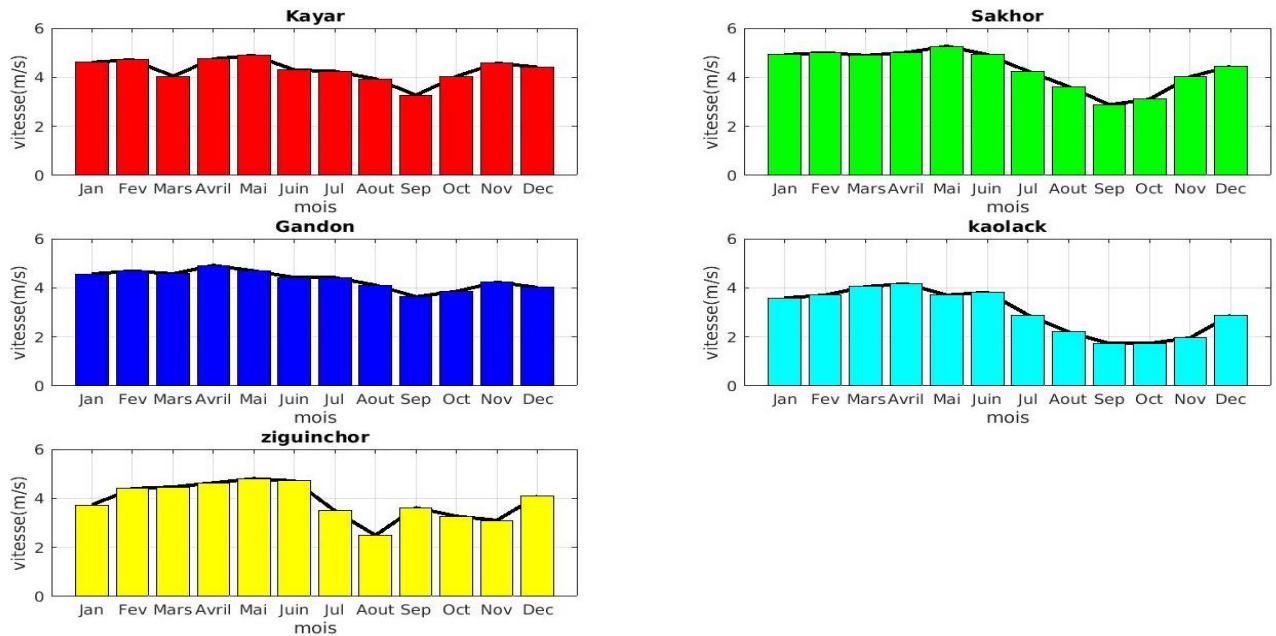 Kayar
6
4
2
0
vitesse(m/s)
Jan Fev Mars Avril Mai Juin Jul Aout Sep Oct Nov Dec
mois
Sakhor
6
4
2
0
vitesse(m/s)
Jan Fev Mars Avril Mai Juin Jul Aout Sep Oct Nov Dec
mois
Gandon
6
4
2
0
vitesse(m/s)
Jan Fev Mars Avril Mai Juin Jul Aout Sep Oct Nov Dec
mois
kaolack
6
4
2
0
vitesse(m/s)
Jan Fev Mars Avril Mai Juin Jul Aout Sep Oct Nov Dec
mois
ziguinchor
6
4
2
0
vitesse(m/s)
Jan Fev Mars Avril Mai Juin Jul Aout Sep Oct Nov Dec
mois